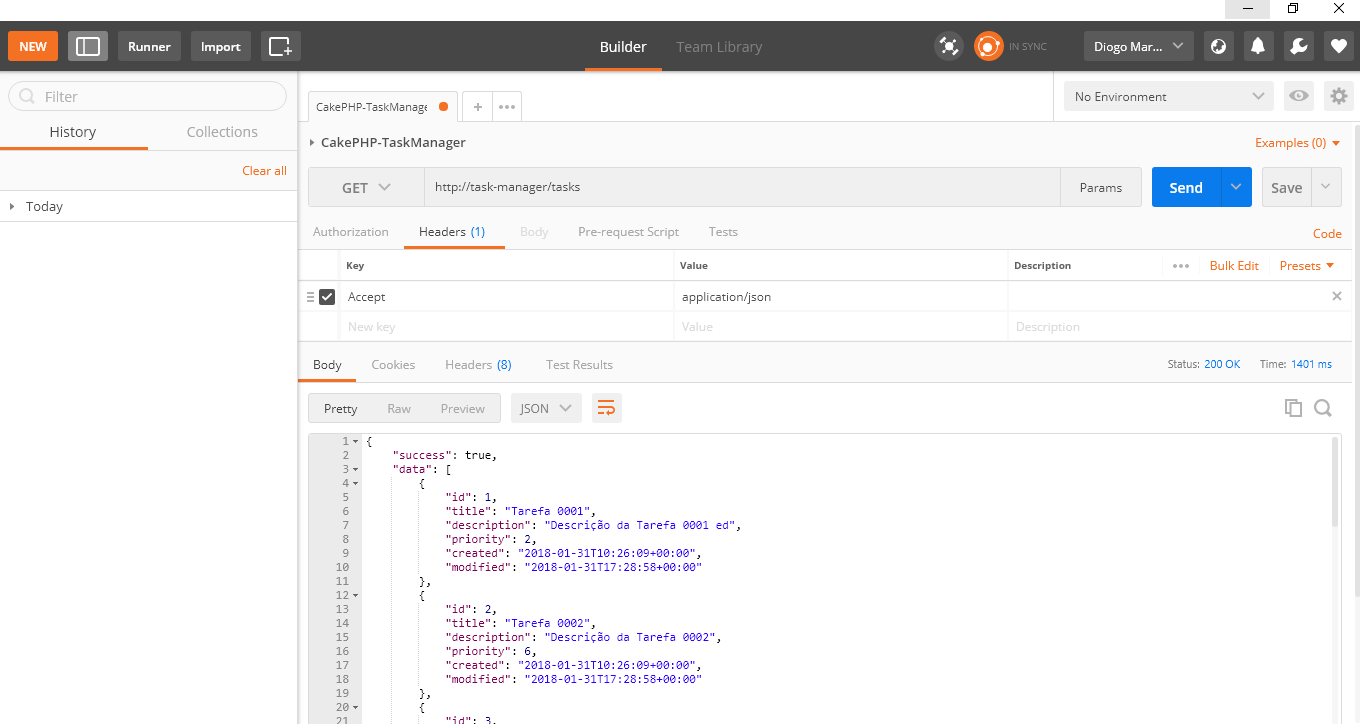 NEW Runner Import Builder Team Library IN SYNC Diogo Mar...
Filter
CakePHP-TaskManage + ••• No Environment
History Collections
CakePHP-TaskManager Examples (0)
Clear all
GET http://task-manager/tasks Params Send Save
Today
Authorization Headers (1) Body Pre-request Script Tests Code
Key Value Description ••• Bulk Edit Presets
Accept application/json
New key Value Description
Body Cookies Headers (8) Test Results Status: 200 OK Time: 1401 ms
Pretty Raw Preview JSON
1 {
2 "success": true,
3 "data": [
4 {
5 "id": 1,
6 "title": "Tarefa 0001",
7 "description": "Descrição da Tarefa 0001 ed",
8 "priority": 2,
9 "created": "2018-01-31T10:26:09+00:00",
10 "modified": "2018-01-31T17:28:58+00:00"
11 },
12 {
13 "id": 2,
14 "title": "Tarefa 0002",
15 "description": "Descrição da Tarefa 0002",
16 "priority": 6,
17 "created": "2018-01-31T10:26:09+00:00",
18 "modified": "2018-01-31T17:28:58+00:00"
19 },
20 {
21 "id": 3,